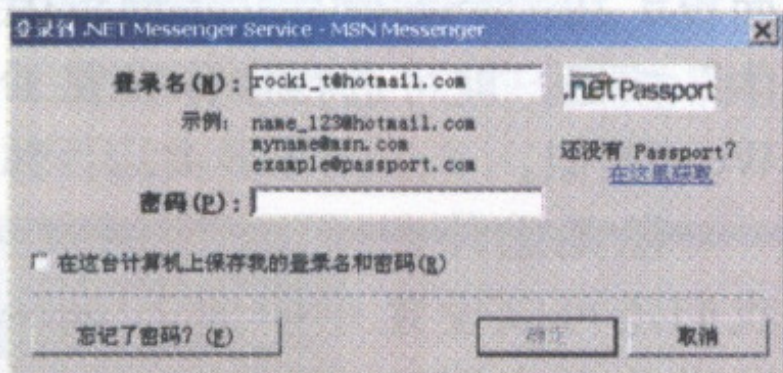 登录到 .NET Messenger Service - MSN Messenger
登录名(N): rocki_t@hotmail.com
.net Passport
示例: name_123@hotmail.com
myname@msn.com
example@passport.com
还没有 Passport?
在这里获取
密码(P):
在这台计算机上保存我的登录名和密码(R)
忘记了密码? (E)
确定
取消